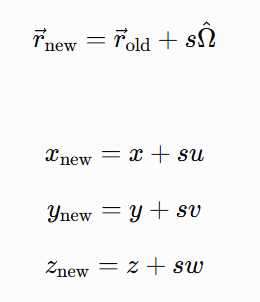 r⃗_new = r⃗_old + sΩ̂
x_new = x + su
y_new = y + sv
z_new = z + sw